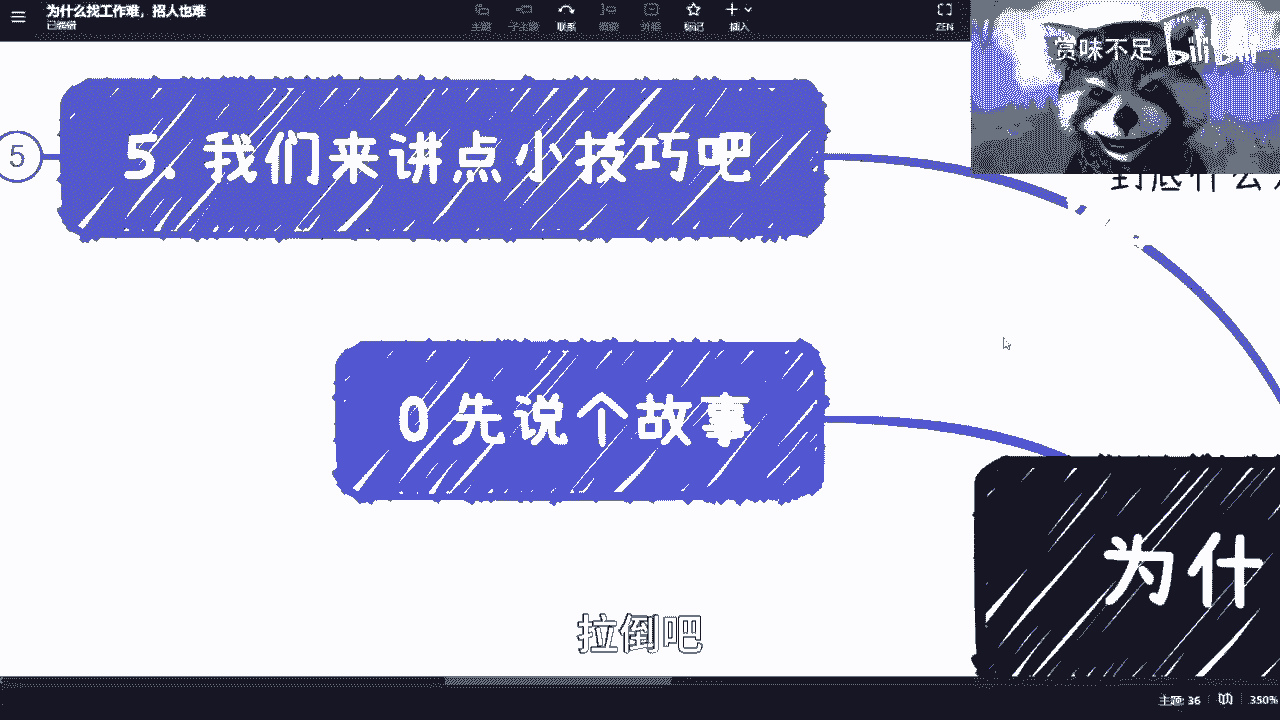 为什么找工作难，招人也难
已编辑
主题
子主题
联系
概要
外框
标记
插入
ZEN
赏味不足 bilibili
5
5. 我们来讲点小技巧吧
到底什么
0 先说个故事
为什
拉倒吧
主题: 36
350%